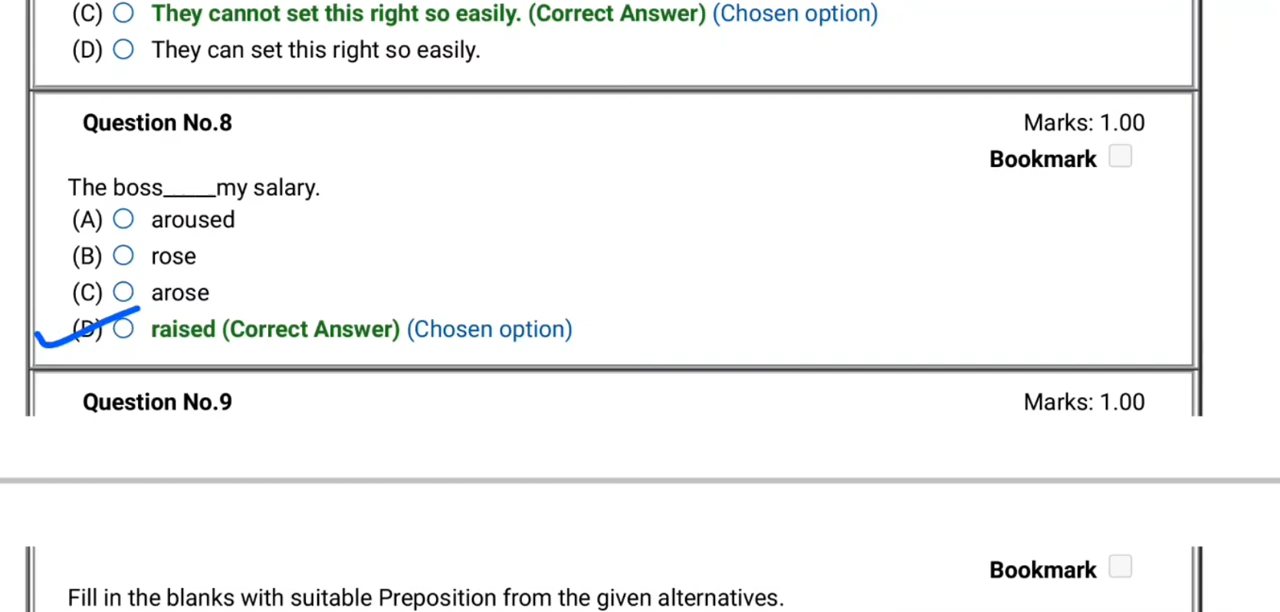 (C) They cannot set this right so easily. (Correct Answer) (Chosen option)
(D) They can set this right so easily.
Question No.8 Marks: 1.00
Bookmark
The boss_____my salary.
(A) aroused
(B) rose
(C) arose
(D) raised (Correct Answer) (Chosen option)
Question No.9 Marks: 1.00
Bookmark
Fill in the blanks with suitable Preposition from the given alternatives.